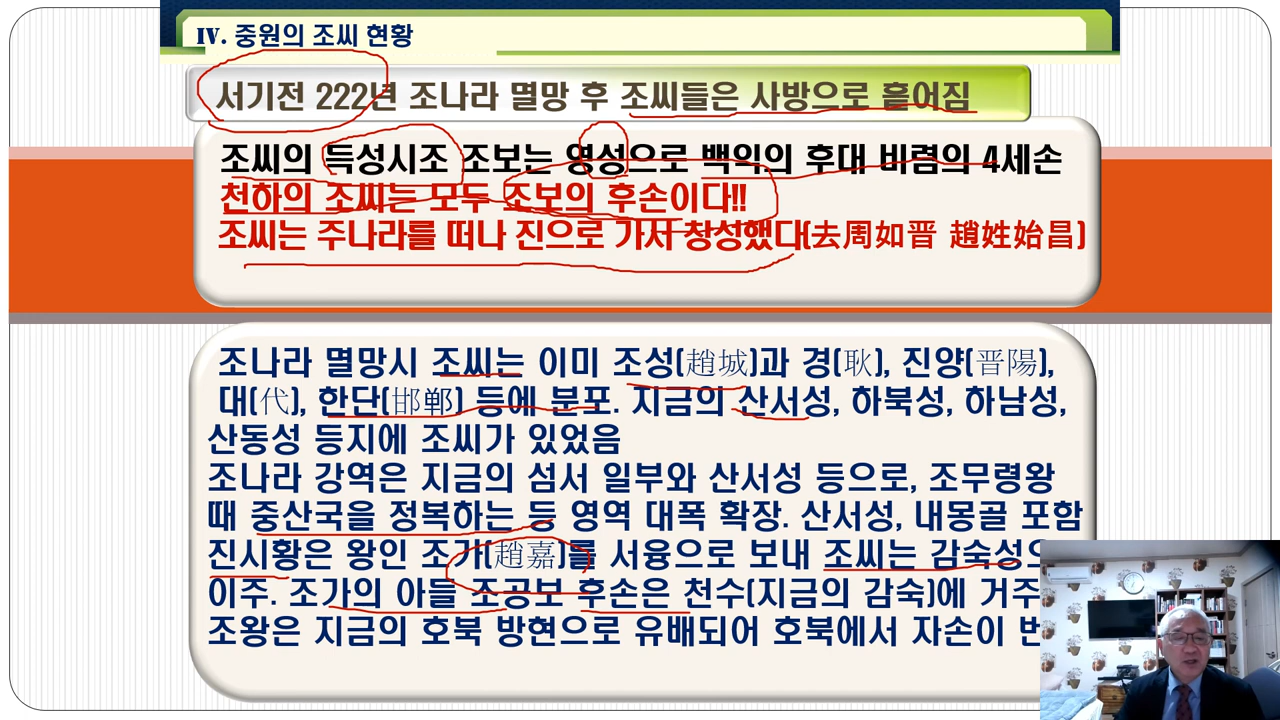 IV. 중원의 조씨 현황
서기전 222년 조나라 멸망 후 조씨들은 사방으로 흩어짐
조씨의 득성시조 조보는 영성으로 백익의 후대 비렴의 4세손
천하의 조씨는 모두 조보의 후손이다!!
조씨는 주나라를 떠나 진으로 가서 창성했다(去周如晋 趙姓始昌)
조나라 멸망시 조씨는 이미 조성(趙城)과 경(耿), 진양(晋陽),
대(代), 한단(邯郸) 등에 분포. 지금의 산서성, 하북성, 하남성,
산동성 등지에 조씨가 있었음
조나라 강역은 지금의 섬서 일부와 산서성 등으로, 조무령왕
때 중산국을 정복하는 등 영역 대폭 확장. 산서성, 내몽골 포함
진시황은 왕인 조가(趙嘉)를 서융으로 보내 조씨는 감숙성으
이주. 조가의 아들 조공보 후손은 천수(지금의 감숙)에 거주
조왕은 지금의 호북 방현으로 유배되어 호북에서 자손이 번